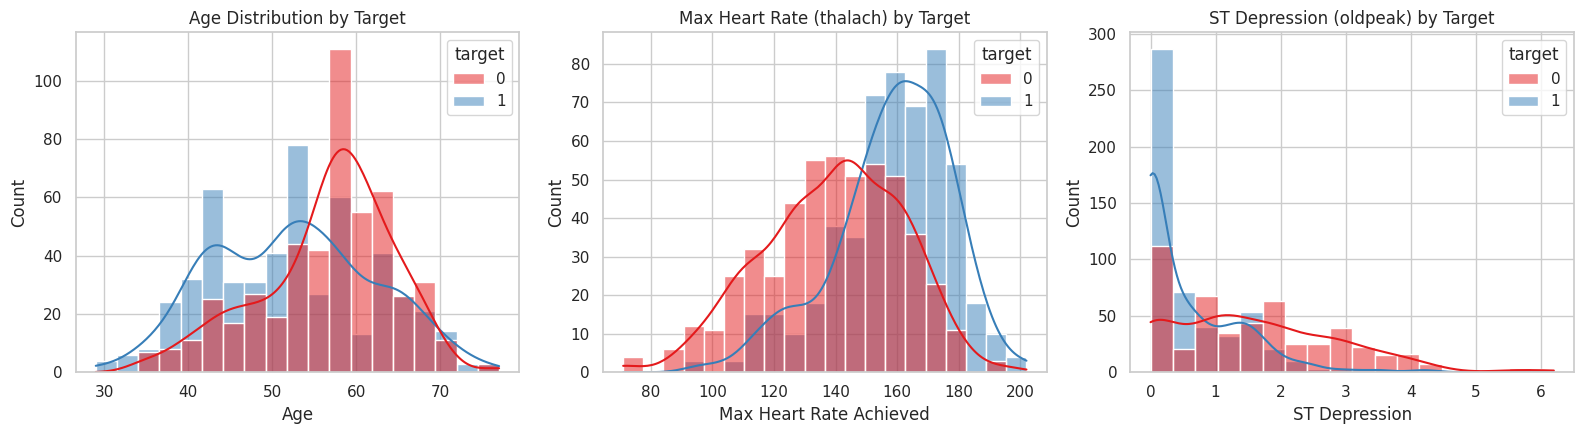 Age Distribution by Target
target
0
1
100
80
60
40
20
0
Count
30 40 50 60 70
Age
Max Heart Rate (thalach) by Target
target
0
1
80
70
60
50
40
30
20
10
0
Count
80 100 120 140 160 180 200
Max Heart Rate Achieved
ST Depression (oldpeak) by Target
target
0
1
300
250
200
150
100
50
0
Count
0 1 2 3 4 5 6
ST Depression